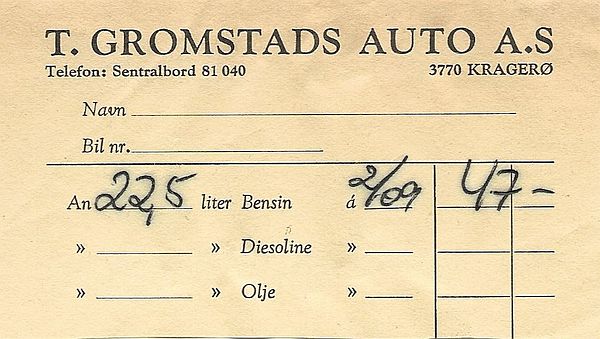 T. GROMSTADS AUTO A.S
Telefon: Sentralbord 81 040 3770 KRAGERØ
Navn
Bil nr.
An 22,5 liter Bensin á 2/09 47-
» » Diesoline »
» » Olje »